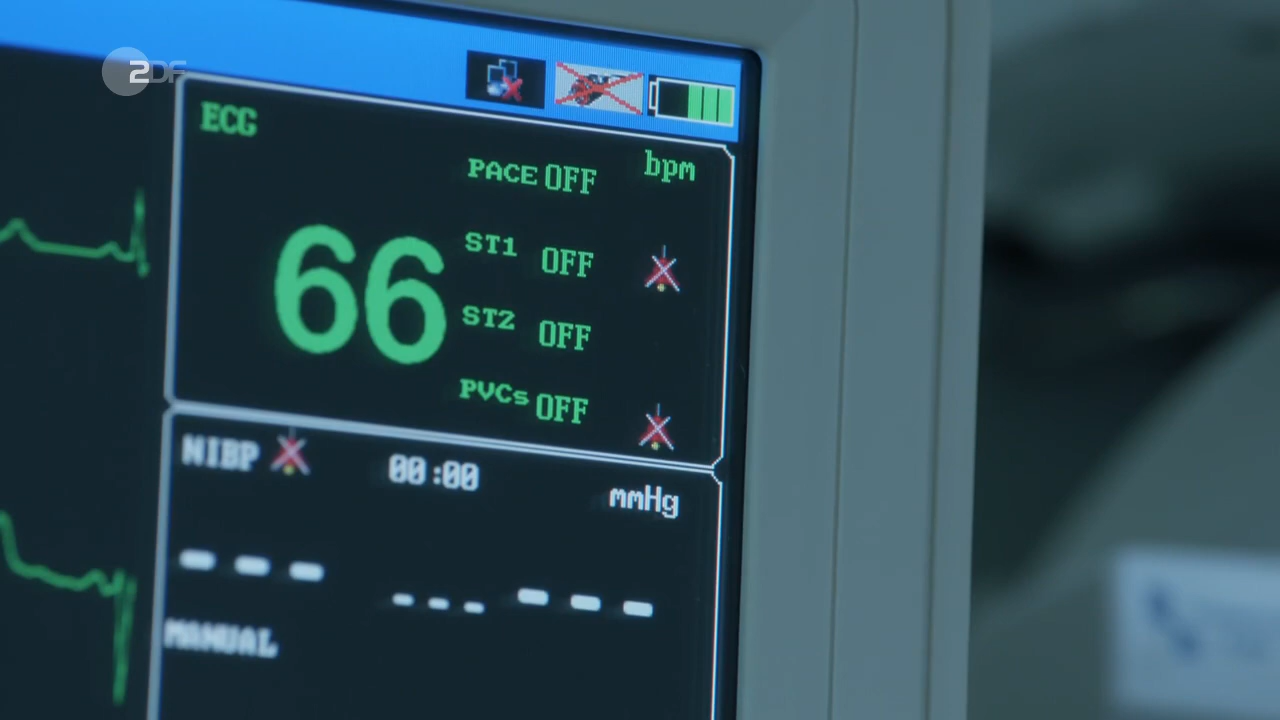 2DF
ECG
bpm
PACE OFF
66
ST1 OFF
ST2 OFF
PVCs OFF
NIBP 00:00
mmHg
--- --- ---
MANUAL